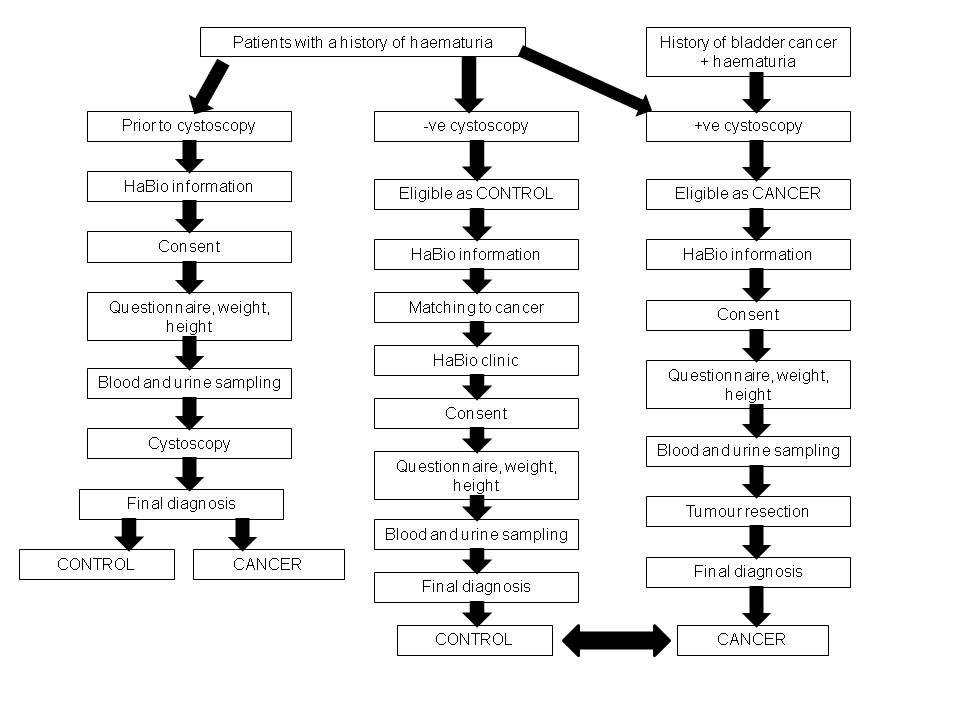 Patients with a history of haematuria
History of bladder cancer
+ haematuria
Prior to cystoscopy
HaBio information
Consent
Questionnaire, weight,
height
Blood and urine sampling
Cystoscopy
Final diagnosis
CONTROL
CANCER
-ve cystoscopy
Eligible as CONTROL
HaBio information
Matching to cancer
HaBio clinic
Consent
Questionnaire, weight,
height
Blood and urine sampling
Final diagnosis
CONTROL
+ve cystoscopy
Eligible as CANCER
HaBio information
Consent
Questionnaire, weight,
height
Blood and urine sampling
Tumour resection
Final diagnosis
CANCER